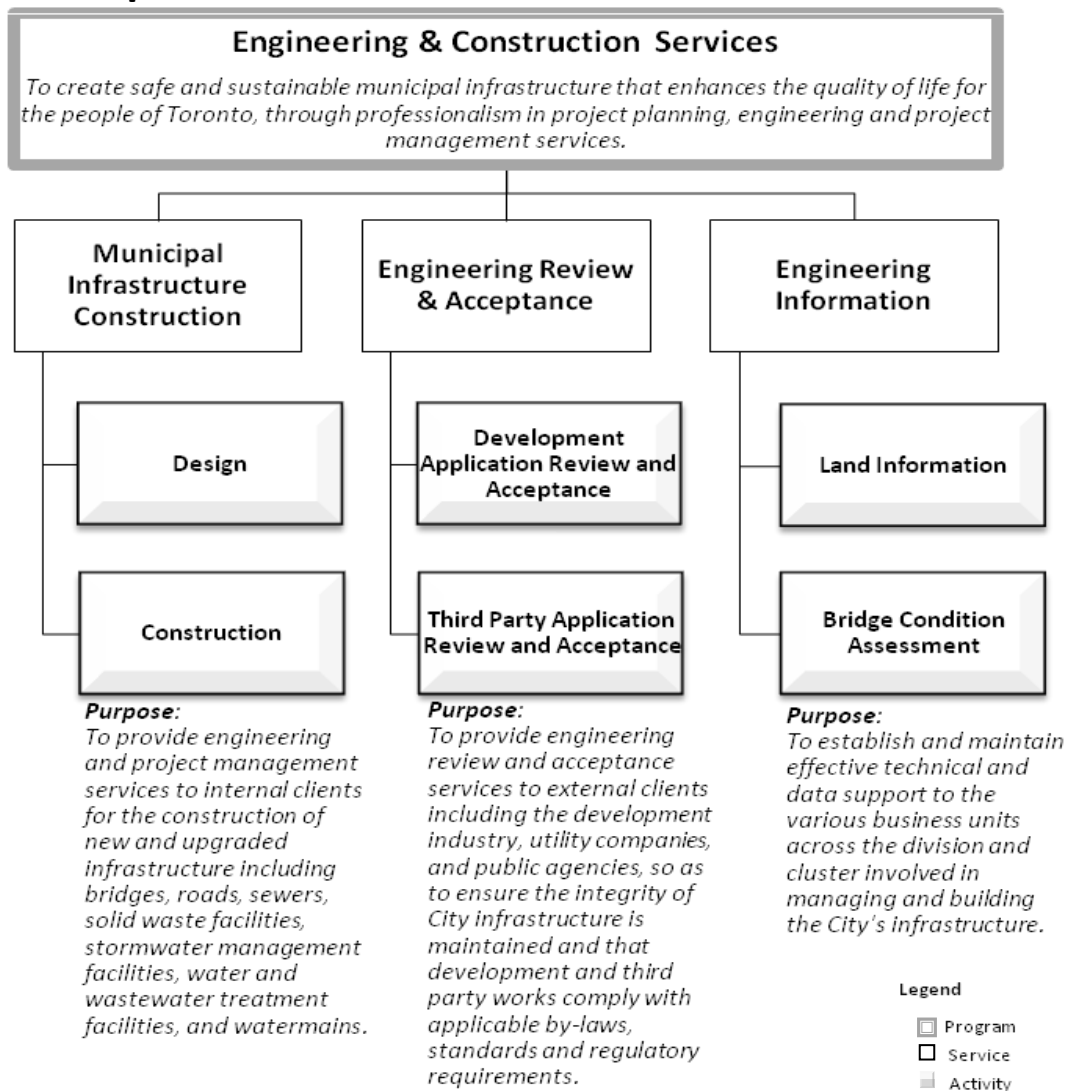 Engineering & Construction Services
To create safe and sustainable municipal infrastructure that enhances the quality of life for
the people of Toronto, through professionalism in project planning, engineering and project
management services.
Municipal
Infrastructure
Construction
Engineering Review
& Acceptance
Engineering
Information
Design
Development
Application Review and
Acceptance
Land Information
Construction
Third Party Application
Review and Acceptance
Bridge Condition
Assessment
Purpose:
To provide engineering
and project management
services to internal clients
for the construction of
new and upgraded
infrastructure including
bridges, roads, sewers,
solid waste facilities,
stormwater management
facilities, water and
wastewater treatment
facilities, and watermains.
Purpose:
To provide engineering
review and acceptance
services to external clients
including the development
industry, utility companies,
and public agencies, so as
to ensure the integrity of
City infrastructure is
maintained and that
development and third
party works comply with
applicable by-laws,
standards and regulatory
requirements.
Purpose:
To establish and maintain
effective technical and
data support to the
various business units
across the division and
cluster involved in
managing and building
the City's infrastructure.
Legend
Program
Service
Activity